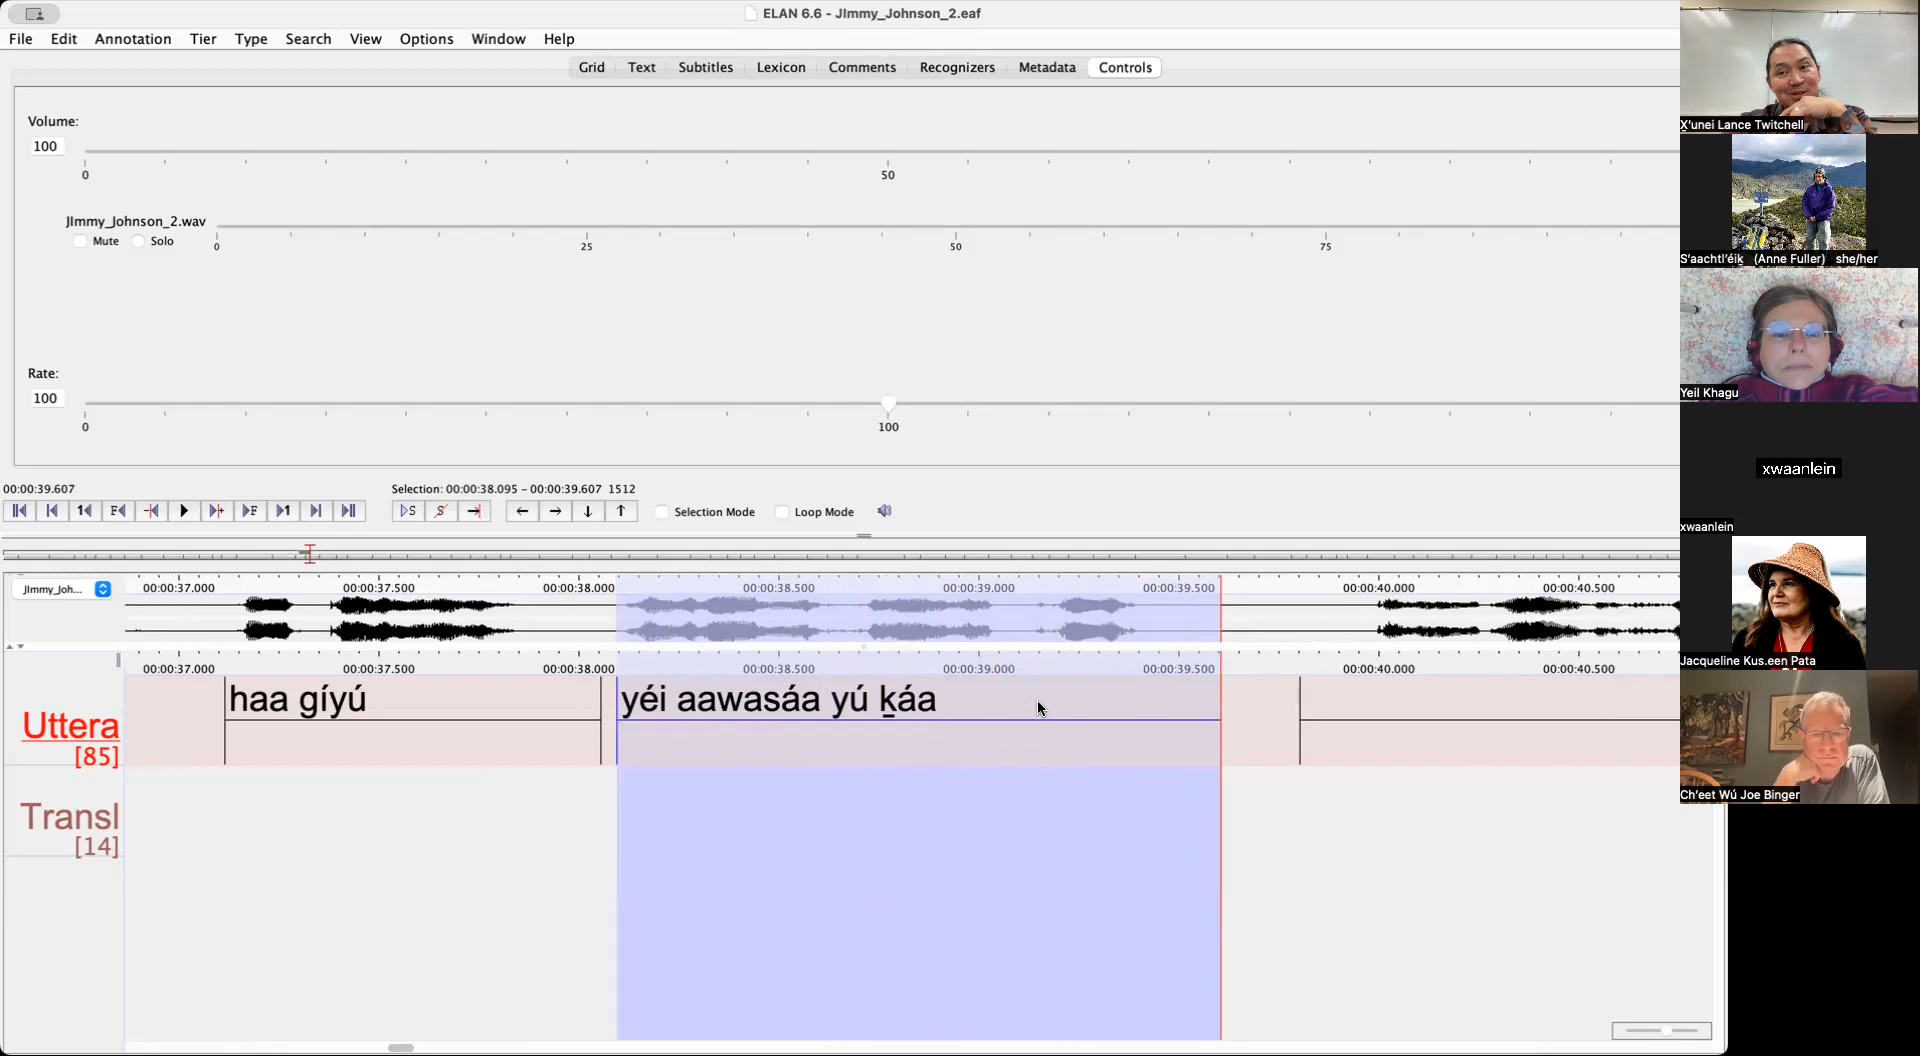 ELAN 6.6 - JImmy_Johnson_2.eaf
File Edit Annotation Tier Type Search View Options Window Help
Grid Text Subtitles Lexicon Comments Recognizers Metadata Controls
Volume:
100
0 50
JImmy_Johnson_2.wav
Mute Solo
0 25 50 75
Rate:
100
0 100
00:00:39.607
Selection: 00:00:38.095 - 00:00:39.607 1512
Selection Mode Loop Mode
JImmy_Joh...
00:00:37.000 00:00:37.500 00:00:38.000 00:00:38.500 00:00:39.000 00:00:39.500 00:00:40.000 00:00:40.500
00:00:37.000 00:00:37.500 00:00:38.000 00:00:38.500 00:00:39.000 00:00:39.500 00:00:40.000 00:00:40.500
haa gíyú yéi aawasáa yú ḵáa
Uttera
[85]
Transl
[14]
X̱'unei Lance Twitchell
S'aachtl'éiḵ (Anne Fuller) she/her
Yeil Khagu
xwaanlein
xwaanlein
Jacqueline Kus.een Pata
Ch'eet Wú Joe Binger